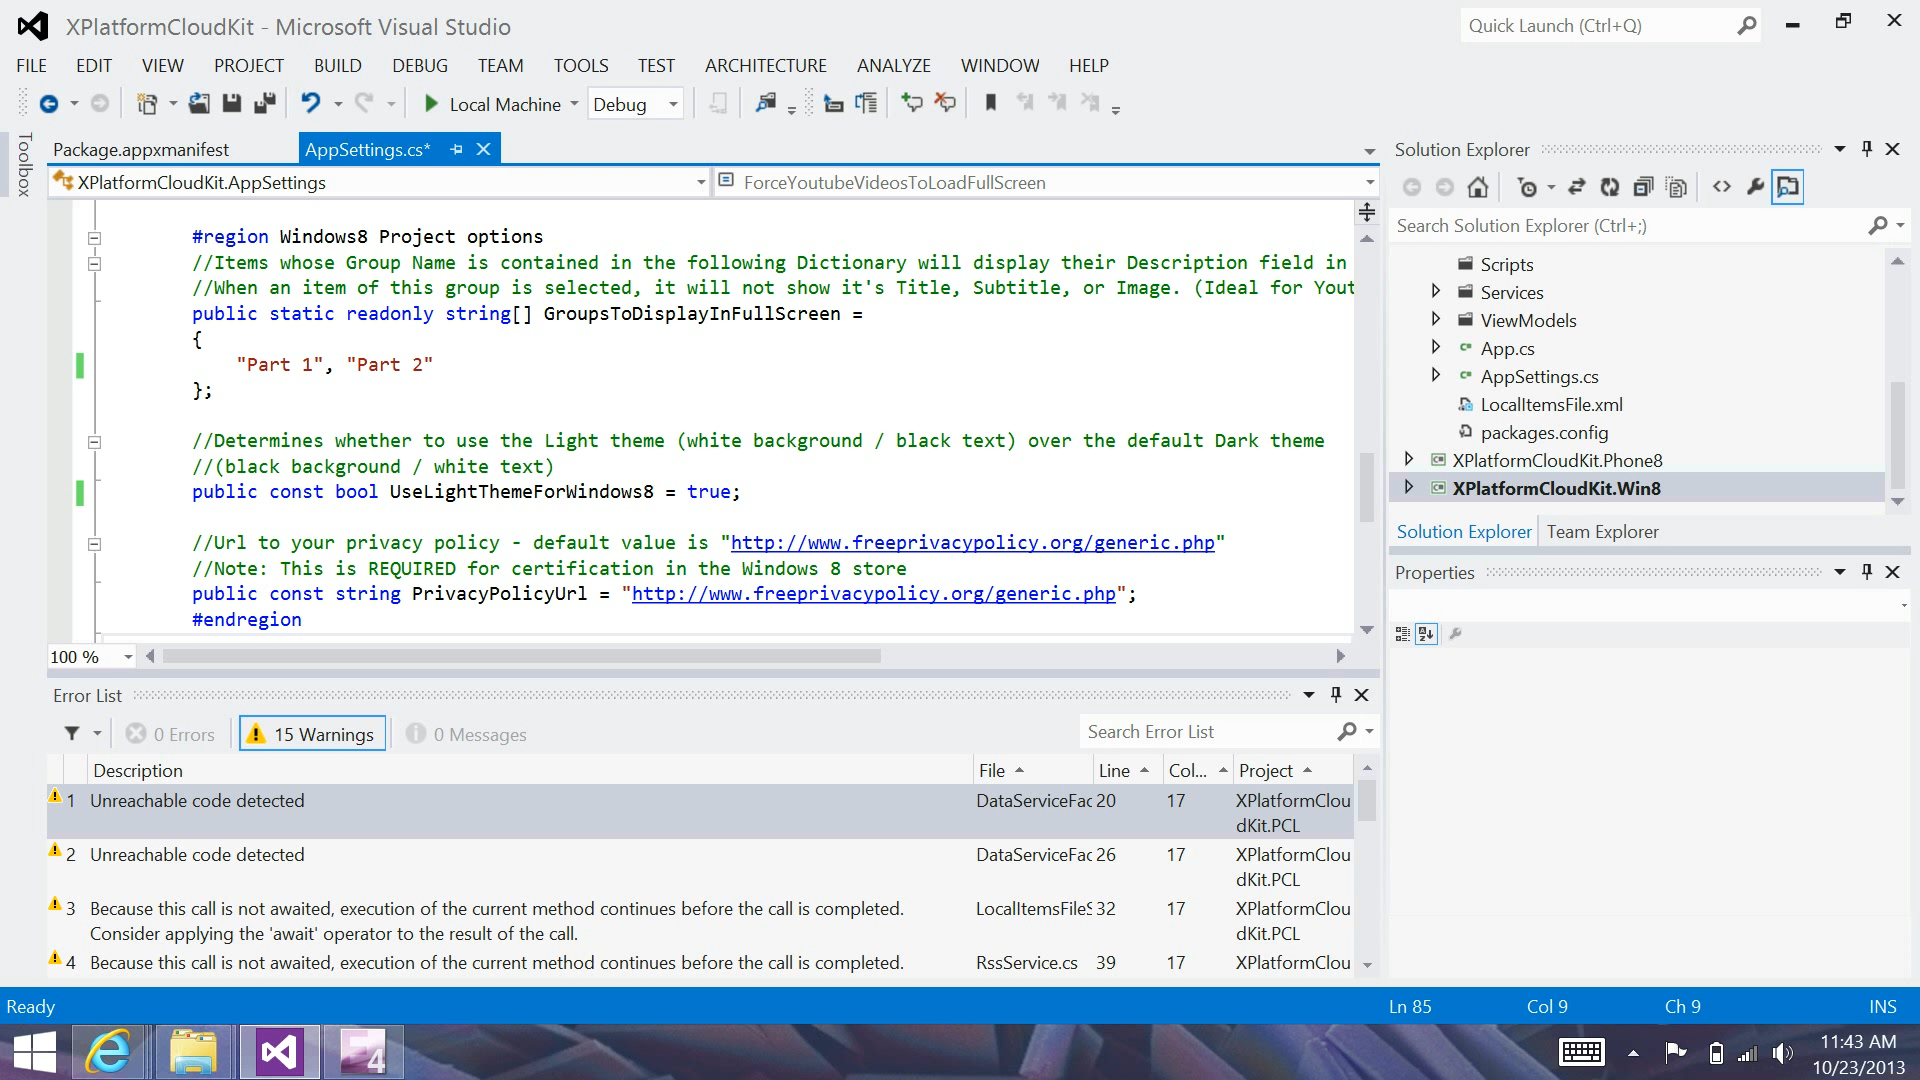 XPlatformCloudKit - Microsoft Visual Studio
Quick Launch (Ctrl+Q)
FILE EDIT VIEW PROJECT BUILD DEBUG TEAM TOOLS TEST ARCHITECTURE ANALYZE WINDOW HELP
Local Machine Debug
Toolbox
Package.appxmanifest AppSettings.cs*
XPlatformCloudKit.AppSettings ForceYoutubeVideosToLoadFullScreen
#region Windows8 Project options
//Items whose Group Name is contained in the following Dictionary will display their Description field in
//When an item of this group is selected, it will not show it's Title, Subtitle, or Image. (Ideal for Yout
public static readonly string[] GroupsToDisplayInFullScreen =
{
"Part 1", "Part 2"
};
//Determines whether to use the Light theme (white background / black text) over the default Dark theme
//(black background / white text)
public const bool UseLightThemeForWindows8 = true;
//Url to your privacy policy - default value is "http://www.freeprivacypolicy.org/generic.php"
//Note: This is REQUIRED for certification in the Windows 8 store
public const string PrivacyPolicyUrl = "http://www.freeprivacypolicy.org/generic.php";
#endregion
100 %
Solution Explorer
Search Solution Explorer (Ctrl+;)
Scripts
Services
ViewModels
App.cs
AppSettings.cs
LocalItemsFile.xml
packages.config
XPlatformCloudKit.Phone8
XPlatformCloudKit.Win8
Solution Explorer Team Explorer
Properties
Error List
0 Errors 15 Warnings 0 Messages
Search Error List
Description File Line Col... Project
1 Unreachable code detected DataServiceFac 20 17 XPlatformClou
dKit.PCL
2 Unreachable code detected DataServiceFac 26 17 XPlatformClou
dKit.PCL
3 Because this call is not awaited, execution of the current method continues before the call is completed. LocalItemsFileS 32 17 XPlatformClou
Consider applying the 'await' operator to the result of the call. dKit.PCL
4 Because this call is not awaited, execution of the current method continues before the call is completed. RssService.cs 39 17 XPlatformClou
Ready Ln 85 Col 9 Ch 9 INS
4
11:43 AM
10/23/2013